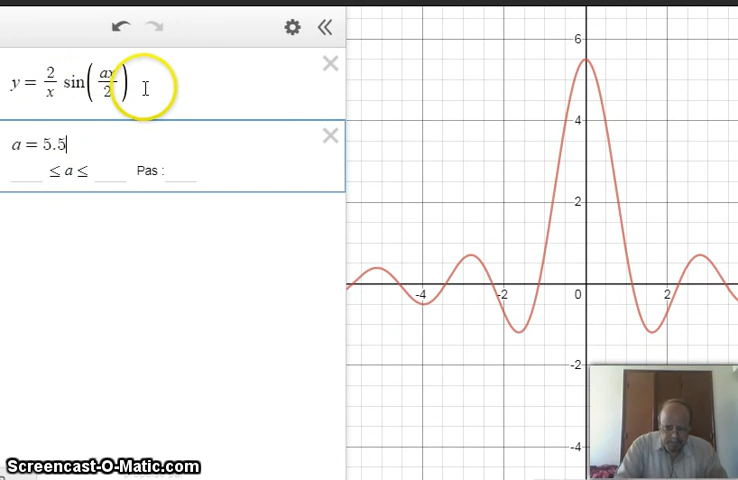 y = 2/x sin(ax/2)
a = 5.5
≤ a ≤ Pas :
6
4
2
-4 -2 0 2
-2
-4
Screencast-O-Matic.com